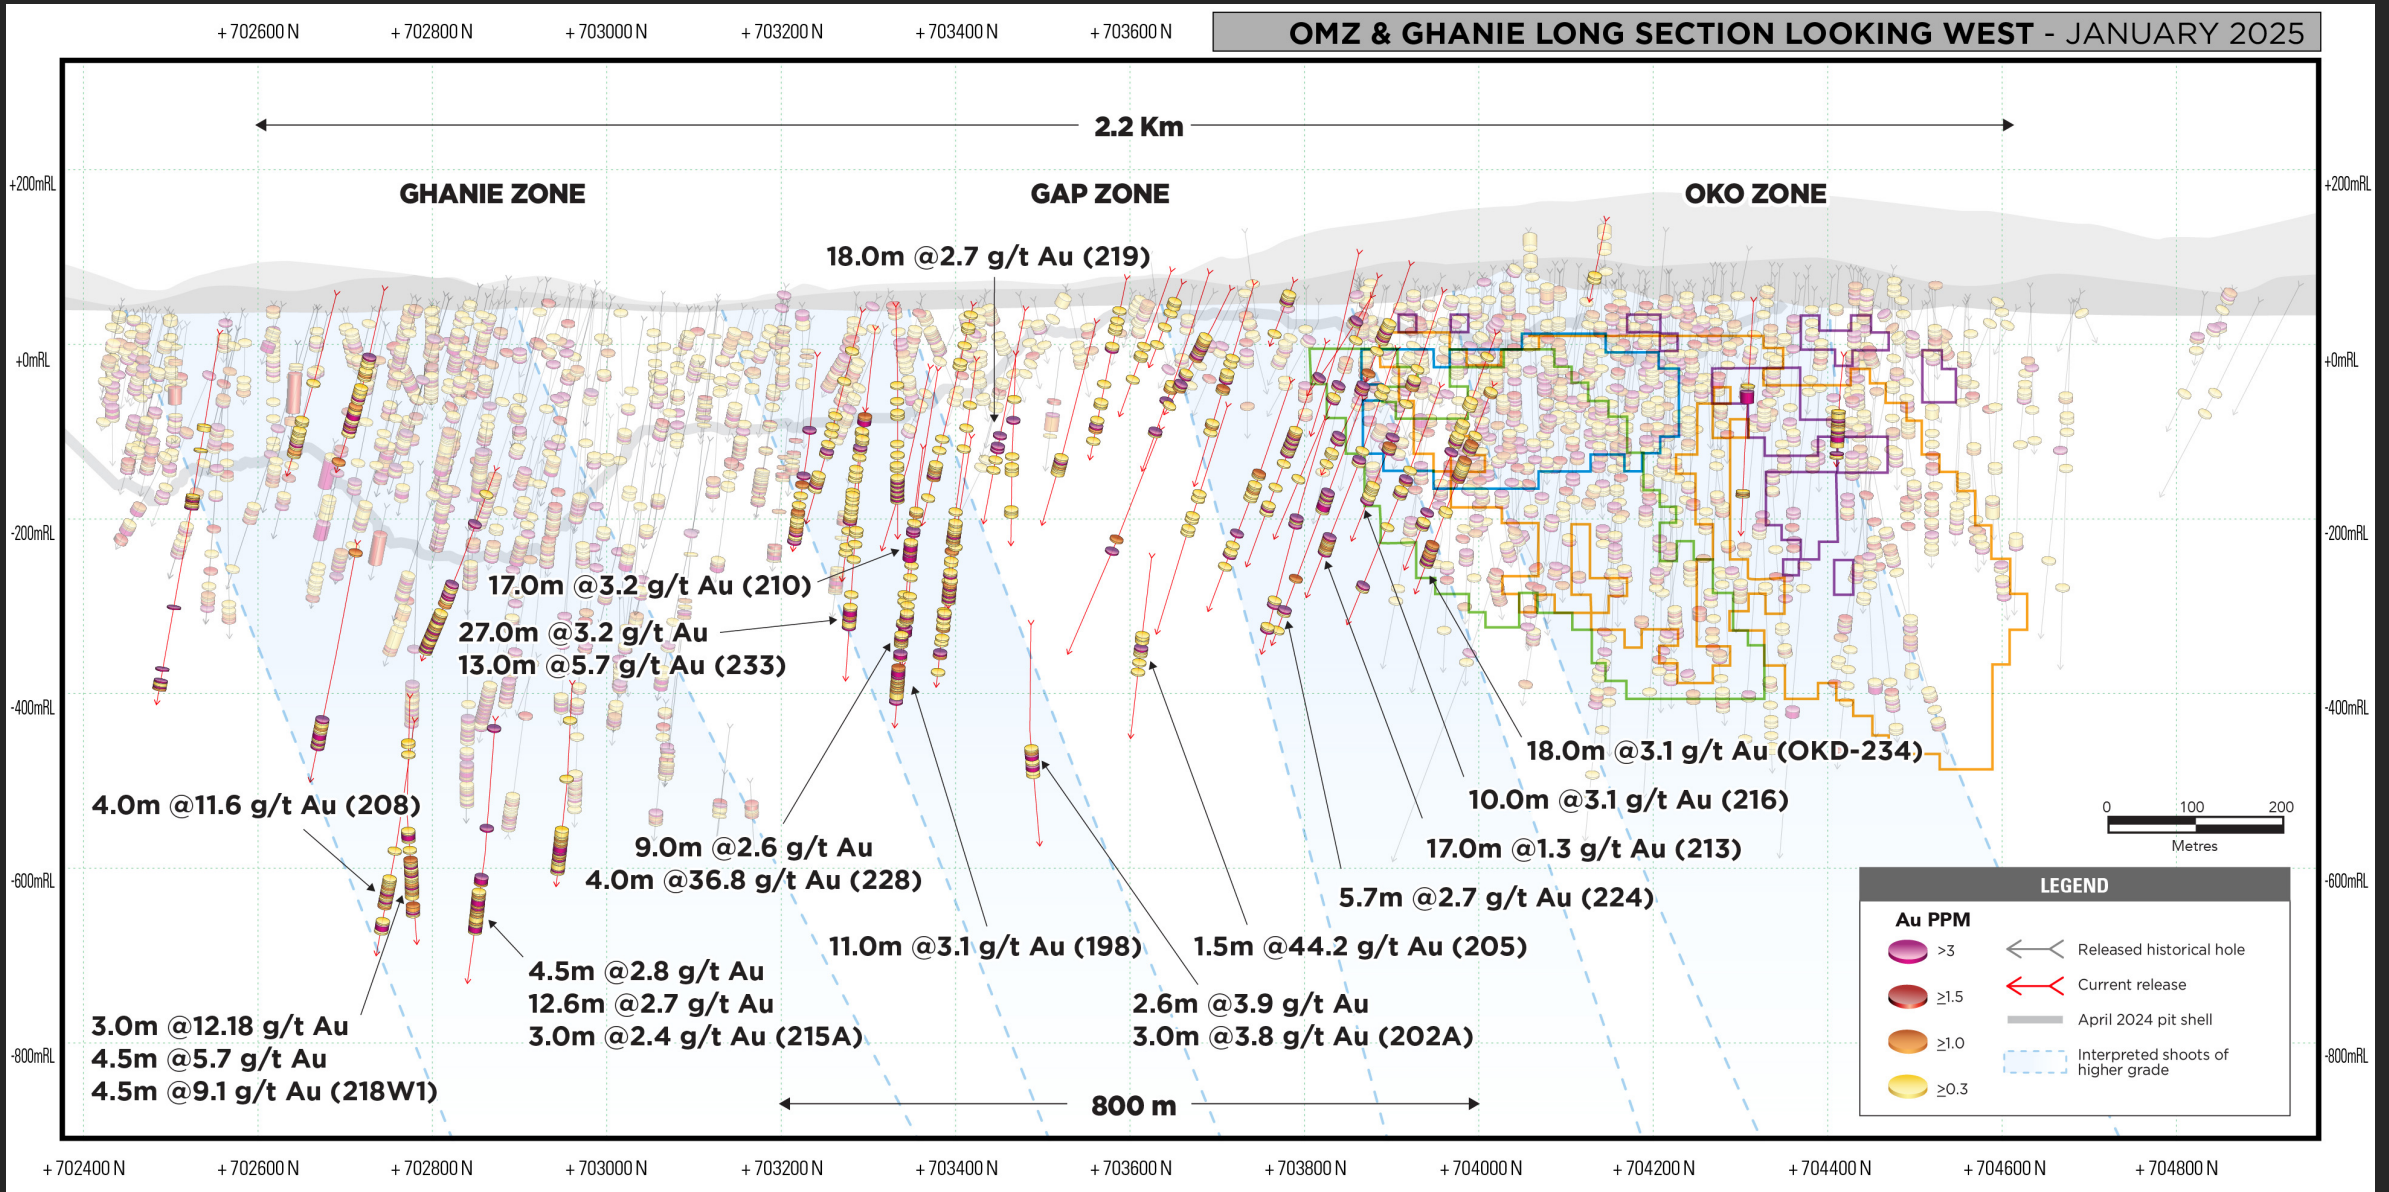 +702600 N +702800 N +703000 N +703200 N +703400 N +703600 N
OMZ & GHANIE LONG SECTION LOOKING WEST - JANUARY 2025
2.2 Km
+200mRL +200mRL
GHANIE ZONE GAP ZONE OKO ZONE
18.0m @2.7 g/t Au (219)
+0mRL +0mRL
-200mRL -200mRL
17.0m @3.2 g/t Au (210)
27.0m @3.2 g/t Au
13.0m @5.7 g/t Au (233)
-400mRL -400mRL
18.0m @3.1 g/t Au (OKD-234)
10.0m @3.1 g/t Au (216)
17.0m @1.3 g/t Au (213)
5.7m @2.7 g/t Au (224)
4.0m @11.6 g/t Au (208)
9.0m @2.6 g/t Au
4.0m @36.8 g/t Au (228)
-600mRL -600mRL
11.0m @3.1 g/t Au (198)
1.5m @44.2 g/t Au (205)
4.5m @2.8 g/t Au
12.6m @2.7 g/t Au
3.0m @2.4 g/t Au (215A)
2.6m @3.9 g/t Au
3.0m @3.8 g/t Au (202A)
3.0m @12.18 g/t Au
4.5m @5.7 g/t Au
4.5m @9.1 g/t Au (218W1)
-800mRL -800mRL
800 m
0 100 200
Metres
LEGEND
Au PPM
>3
≥1.5
≥1.0
≥0.3
Released historical hole
Current release
April 2024 pit shell
Interpreted shoots of
higher grade
+702400 N +702600 N +702800 N +703000 N +703200 N +703400 N +703600 N +703800 N +704000 N +704200 N +704400 N +704600 N +704800 N